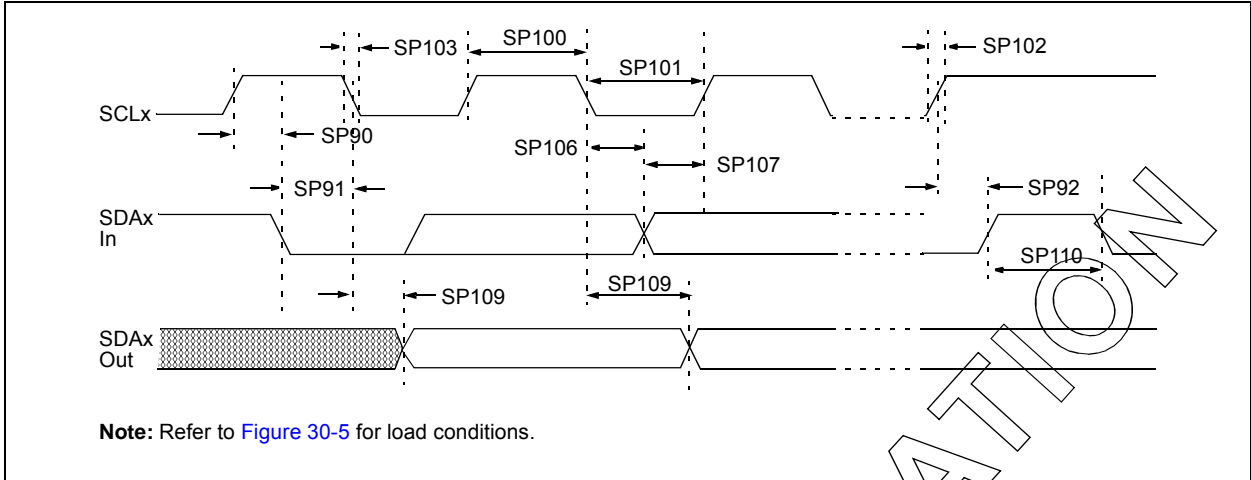 SP103
SP100
SP102
SP101
SCLx
SP90
SP106
SP107
SP91
SP92
SDAx
In
SP110
SP109
SP109
SDAx
Out
Note: Refer to Figure 30-5 for load conditions.
ATION